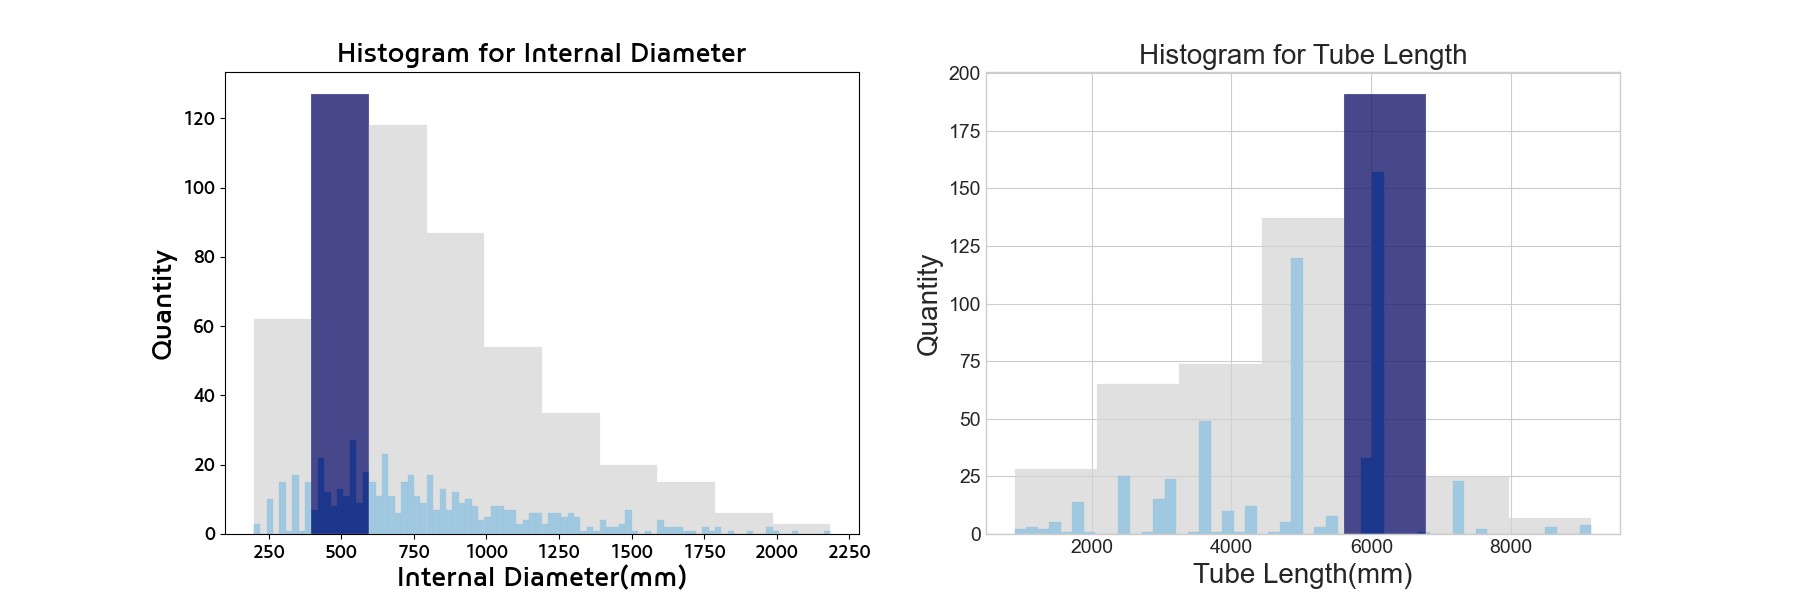 Histogram for Internal Diameter
Quantity
120
100
80
60
40
20
0
250 500 750 1000 1250 1500 1750 2000 2250
Internal Diameter(mm)
Histogram for Tube Length
Quantity
200
175
150
125
100
75
50
25
0
2000 4000 6000 8000
Tube Length(mm)